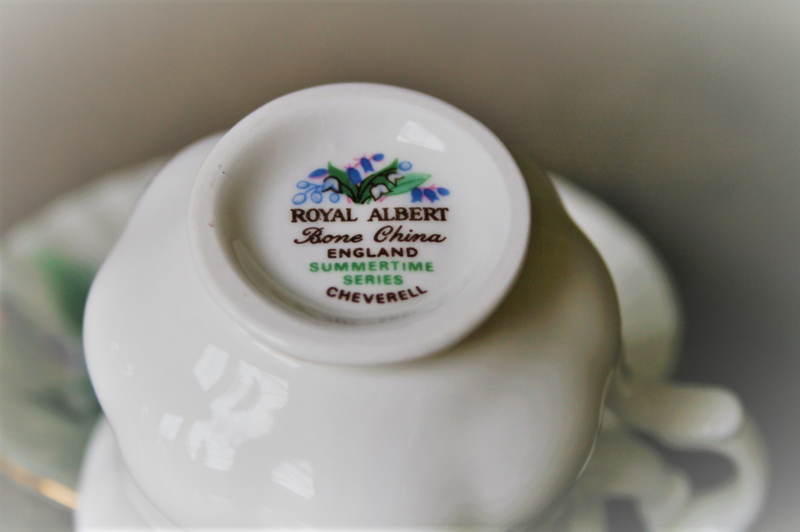 ROYAL ALBERT
Bone China
ENGLAND
SUMMERTIME
SERIES
CHEVERELL